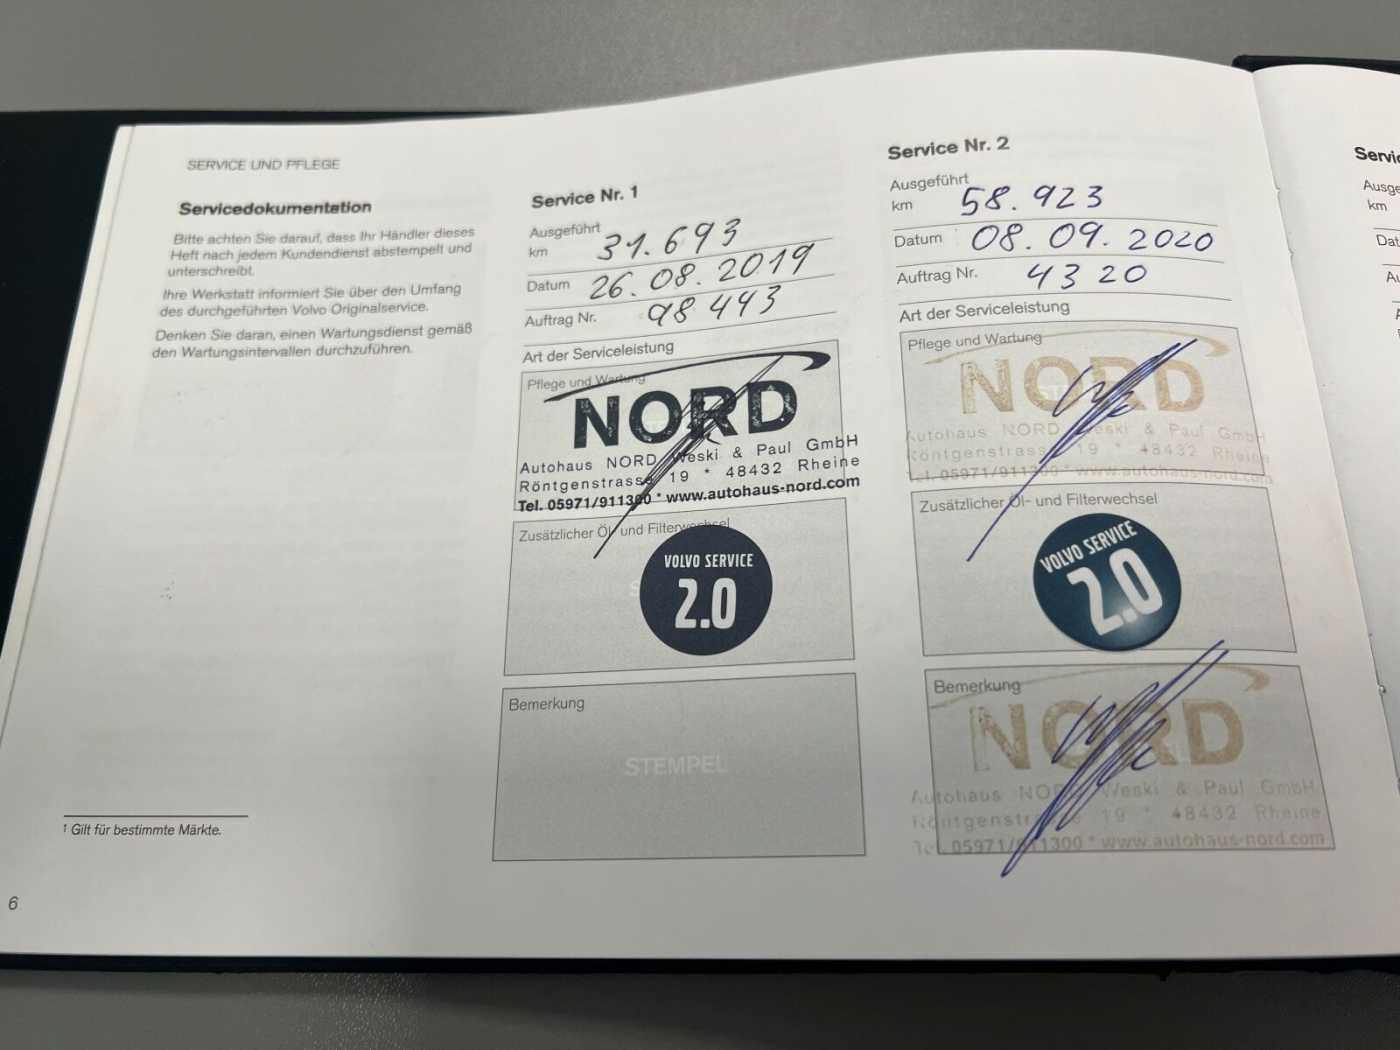 SERVICE UND PFLEGE
Servicedokumentation
Bitte achten Sie darauf, dass Ihr Händler dieses
Heft nach jedem Kundendienst abstempelt und
unterschreibt.
Ihre Werkstatt informiert Sie über den Umfang
des durchgeführten Volvo Originalservice.
Denken Sie daran, einen Wartungsdienst gemäß
den Wartungsintervallen durchzuführen.
1 Gilt für bestimmte Märkte.
6
Service Nr. 1
Ausgeführt
km 31.693
Datum 26.08.2019
Auftrag Nr. 98443
Art der Serviceleistung
Pflege und Wartung
NORD
Autohaus NORD Weski & Paul GmbH
Röntgenstrasse 19 * 48432 Rheine
Tel. 05971/911300 * www.autohaus-nord.com
Zusätzlicher Öl- und Filterwechsel
VOLVO SERVICE
2.0
Bemerkung
STEMPEL
Service Nr. 2
Ausgeführt
km 58.923
Datum 08.09.2020
Auftrag Nr. 4320
Art der Serviceleistung
Pflege und Wartung
NORD
Autohaus NORD Weski & Paul GmbH
Röntgenstrasse 19 * 48432 Rheine
Tel. 05971/911300 * www.autohaus-nord.com
Zusätzlicher Öl- und Filterwechsel
VOLVO SERVICE
2.0
Bemerkung
NORD
Autohaus NORD Weski & Paul GmbH
Röntgenstrasse 19 * 48432 Rheine
Tel. 05971/911300 * www.autohaus-nord.com
Servic
Ausge
km
Dat
Au